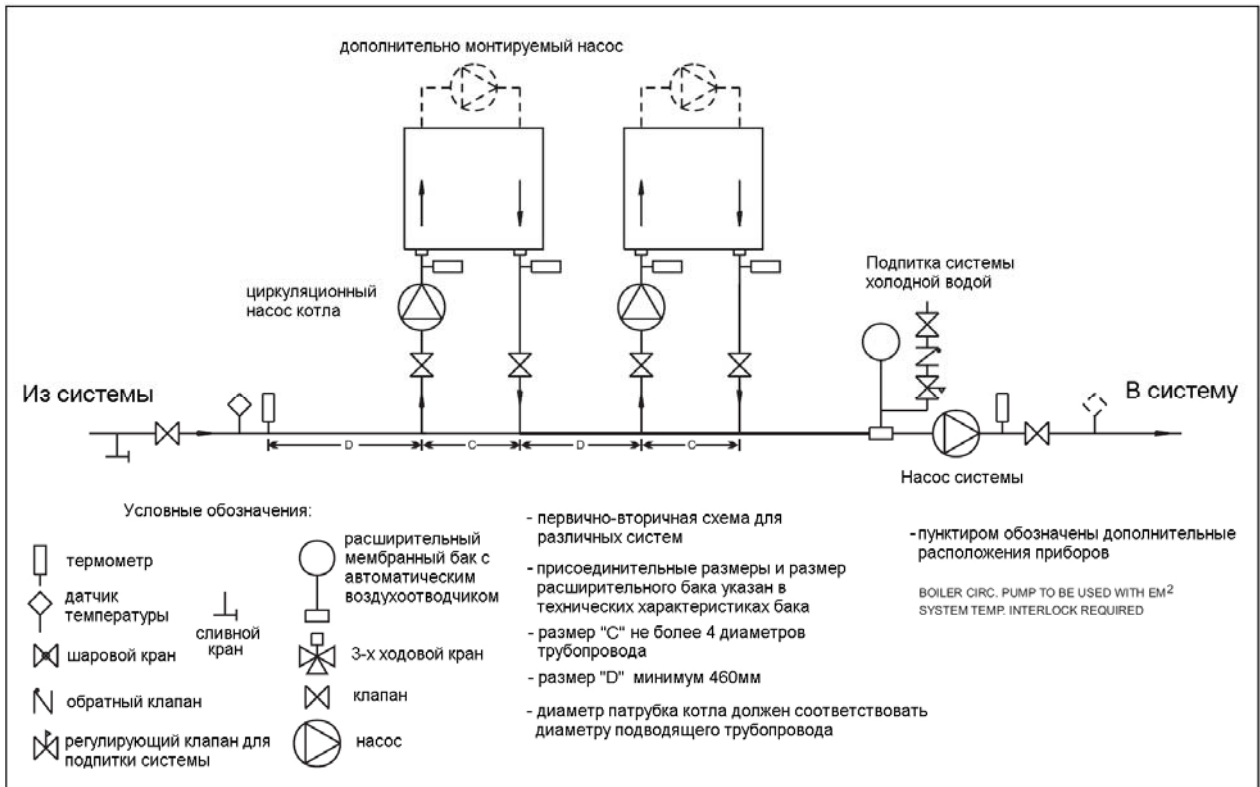 дополнительно монтируемый насос
циркуляционный
насос котла
Подпитка системы
холодной водой
Из системы
В систему
D
C
D
C
Насос системы
Условные обозначения:
термометр
датчик
температуры
сливной
кран
шаровой кран
обратный клапан
регулирующий клапан для
подпитки системы
расширительный
мембранный бак с
автоматическим
воздухоотводчиком
3-х ходовой кран
клапан
насос
- первично-вторичная схема для
различных систем
- присоединительные размеры и размер
расширительного бака указан в
технических характеристиках бака
- размер "С" не более 4 диаметров
трубопровода
- размер "D" минимум 460мм
- диаметр патрубка котла должен соответствовать
диаметру подводящего трубопровода
- пунктиром обозначены дополнительные
расположения приборов
BOILER CIRC. PUMP TO BE USED WITH EM²
SYSTEM TEMP. INTERLOCK REQUIRED